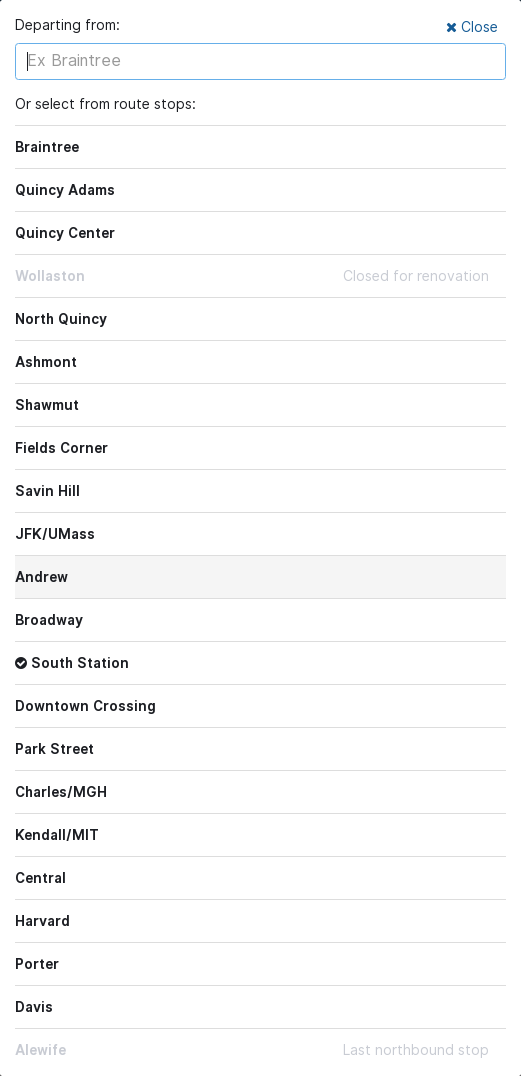 Departing from:
Close
Ex Braintree
Or select from route stops:
Braintree
Quincy Adams
Quincy Center
Wollaston Closed for renovation
North Quincy
Ashmont
Shawmut
Fields Corner
Savin Hill
JFK/UMass
Andrew
Broadway
South Station
Downtown Crossing
Park Street
Charles/MGH
Kendall/MIT
Central
Harvard
Porter
Davis
Alewife Last northbound stop